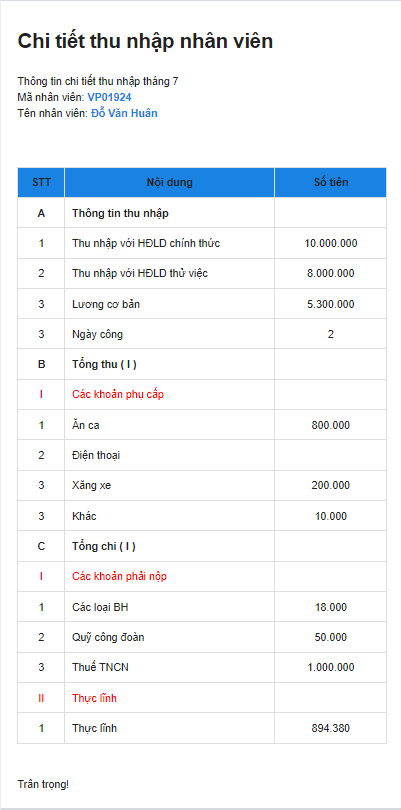 Chi tiết thu nhập nhân viên
Thông tin chi tiết thu nhập tháng 7
Mã nhân viên: VP01924
Tên nhân viên: Đỗ Văn Huân
STT Nội dung Số tiên
A Thông tin thu nhập
1 Thu nhập với HĐLD chính thức 10.000.000
2 Thu nhập với HĐLD thử việc 8.000.000
3 Lương cơ bản 5.300.000
3 Ngày công 2
B Tổng thu ( I )
I Các khoản phụ cấp
1 Ăn ca 800.000
2 Điện thoại
3 Xăng xe 200.000
3 Khác 10.000
C Tổng chi ( I )
I Các khoản phải nộp
1 Các loại BH 18.000
2 Quỹ công đoàn 50.000
3 Thuế TNCN 1.000.000
II Thực lĩnh
1 Thực lĩnh 894.380
Trân trọng!